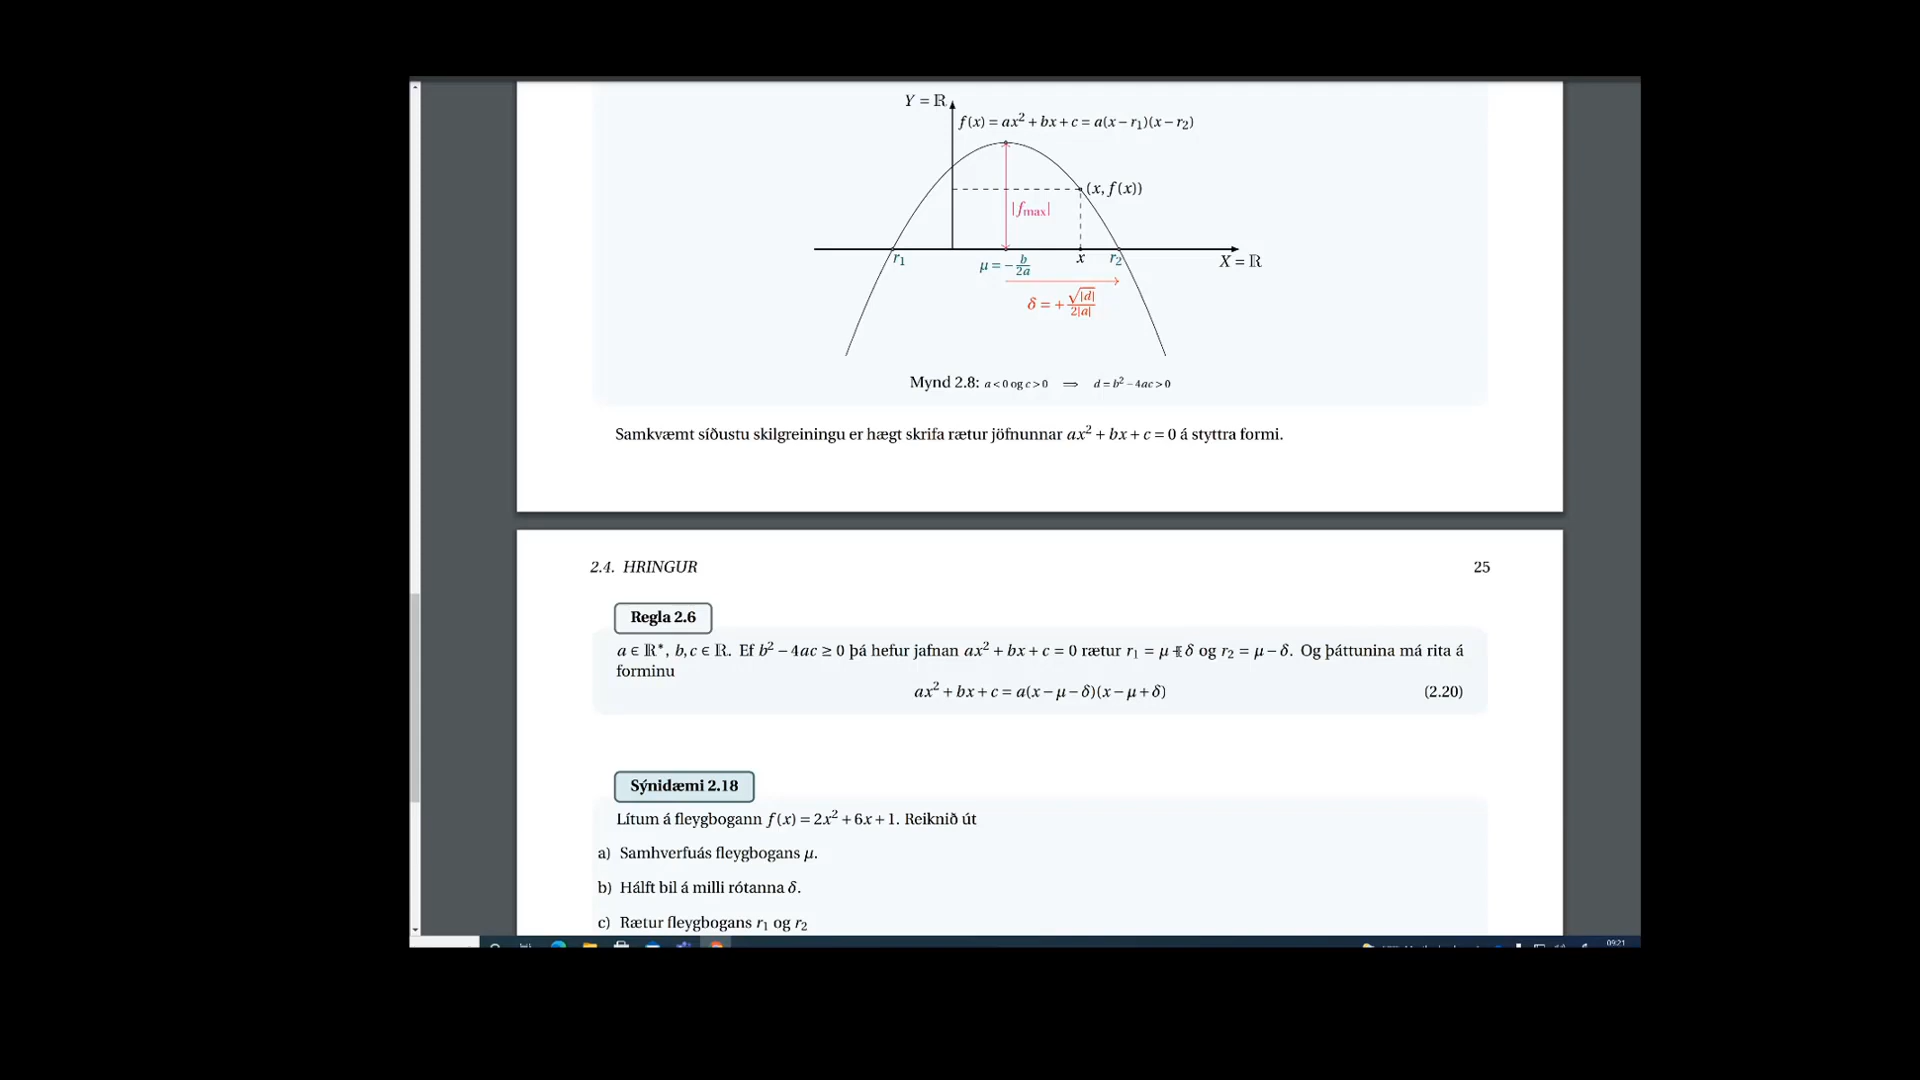 Y = ℝ
f(x) = ax² + bx + c = a(x − r₁)(x − r₂)
(x, f(x))
|f_max|
r₁
μ = −b/2a
x
r₂
X = ℝ
δ = +√|d|/2|a|
Mynd 2.8: a < 0 og c > 0 ⟹ d = b² − 4ac > 0
Samkvæmt síðustu skilgreiningu er hægt skrifa rætur jöfnunnar ax² + bx + c = 0 á styttra formi.
2.4. HRINGUR 25
Regla 2.6
a ∈ ℝ*, b, c ∈ ℝ. Ef b² − 4ac ≥ 0 þá hefur jafnan ax² + bx + c = 0 rætur r₁ = μ + δ og r₂ = μ − δ. Og þáttunina má rita á
forminu
ax² + bx + c = a(x − μ − δ)(x − μ + δ) (2.20)
Sýnidæmi 2.18
Lítum á fleygbogann f(x) = 2x² + 6x + 1. Reiknið út
a) Samhverfuás fleygbogans μ.
b) Hálft bil á milli rótanna δ.
c) Rætur fleygbogans r₁ og r₂
09:21